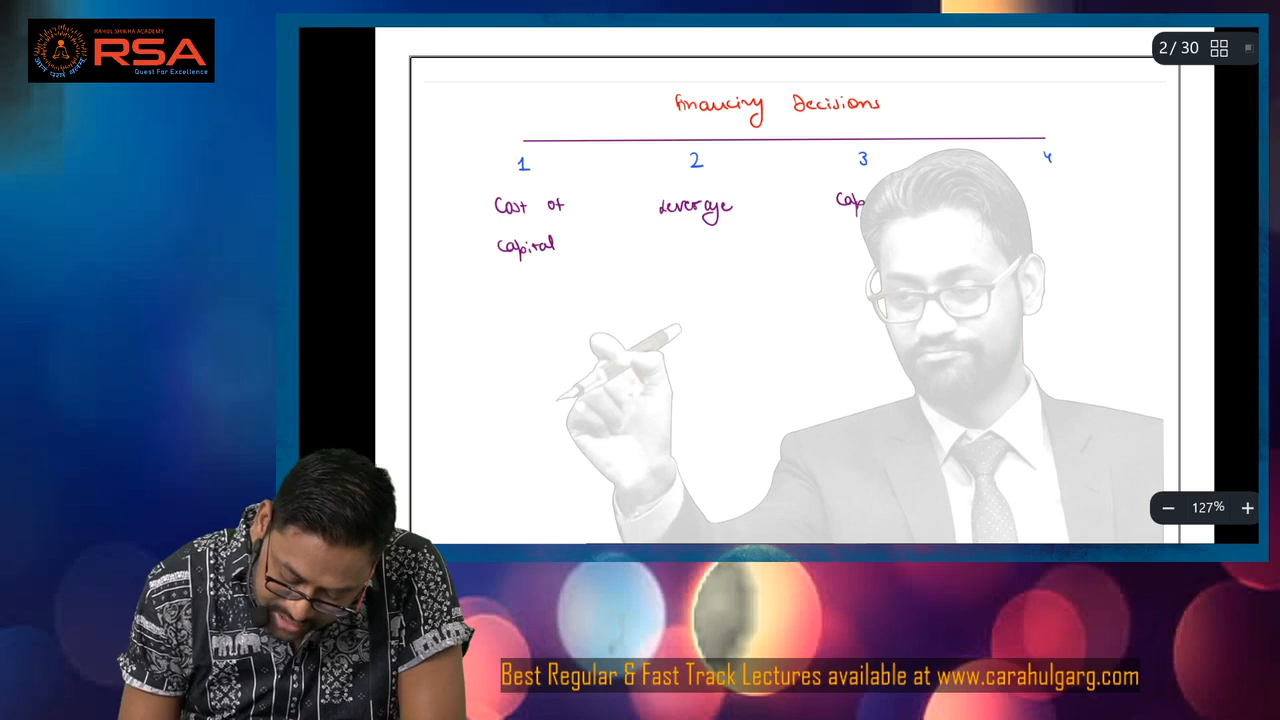 RAHUL SHIKHA ACADEMY
RSA
Quest For Excellence
2 / 30
Financing Decisions
1 2 3 4
Cost of Leverage Cap
Capital
127%
Best Regular & Fast Track Lectures available at www.carahulgarg.com